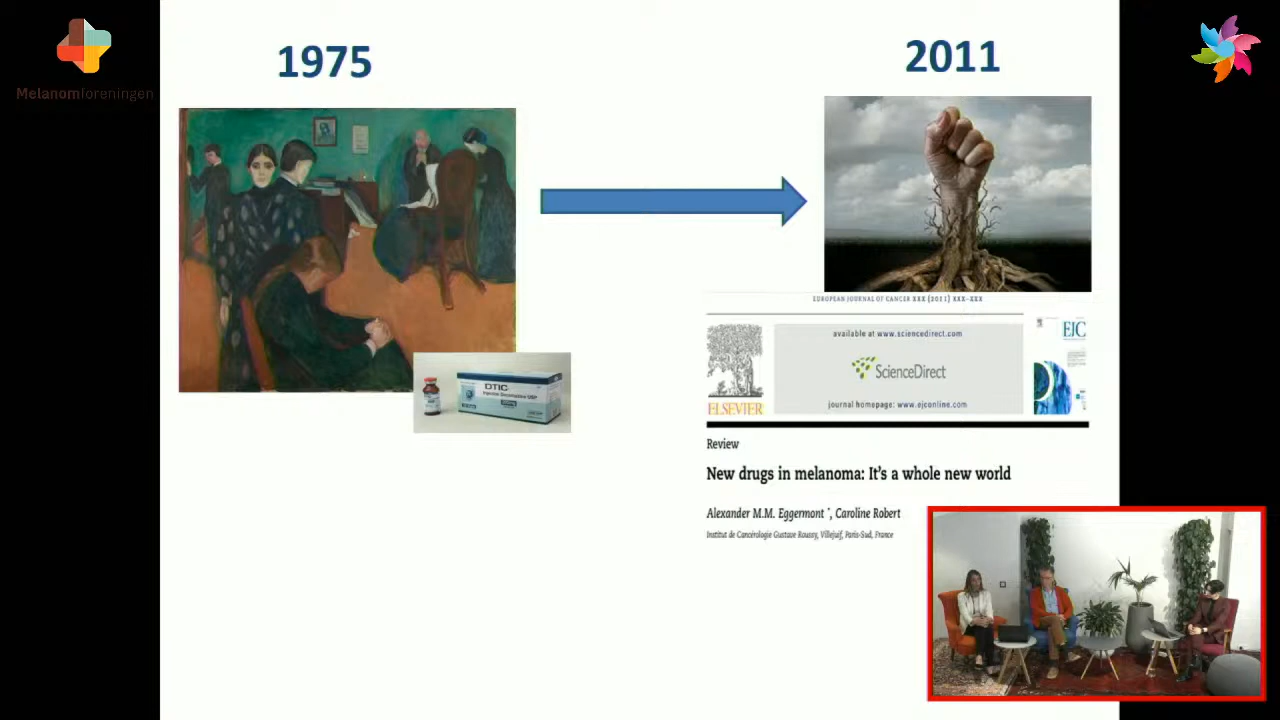 Melanomforeningen
1975
2011
DTIC
EUROPEAN JOURNAL OF CANCER XXX (2011) XXX–XXX
available at www.sciencedirect.com
ScienceDirect
journal homepage: www.ejconline.com
ELSEVIER
EJC
Review
New drugs in melanoma: It's a whole new world
Alexander M.M. Eggermont *, Caroline Robert
Institut de Cancérologie Gustave Roussy, Villejuif, Paris-Sud, France